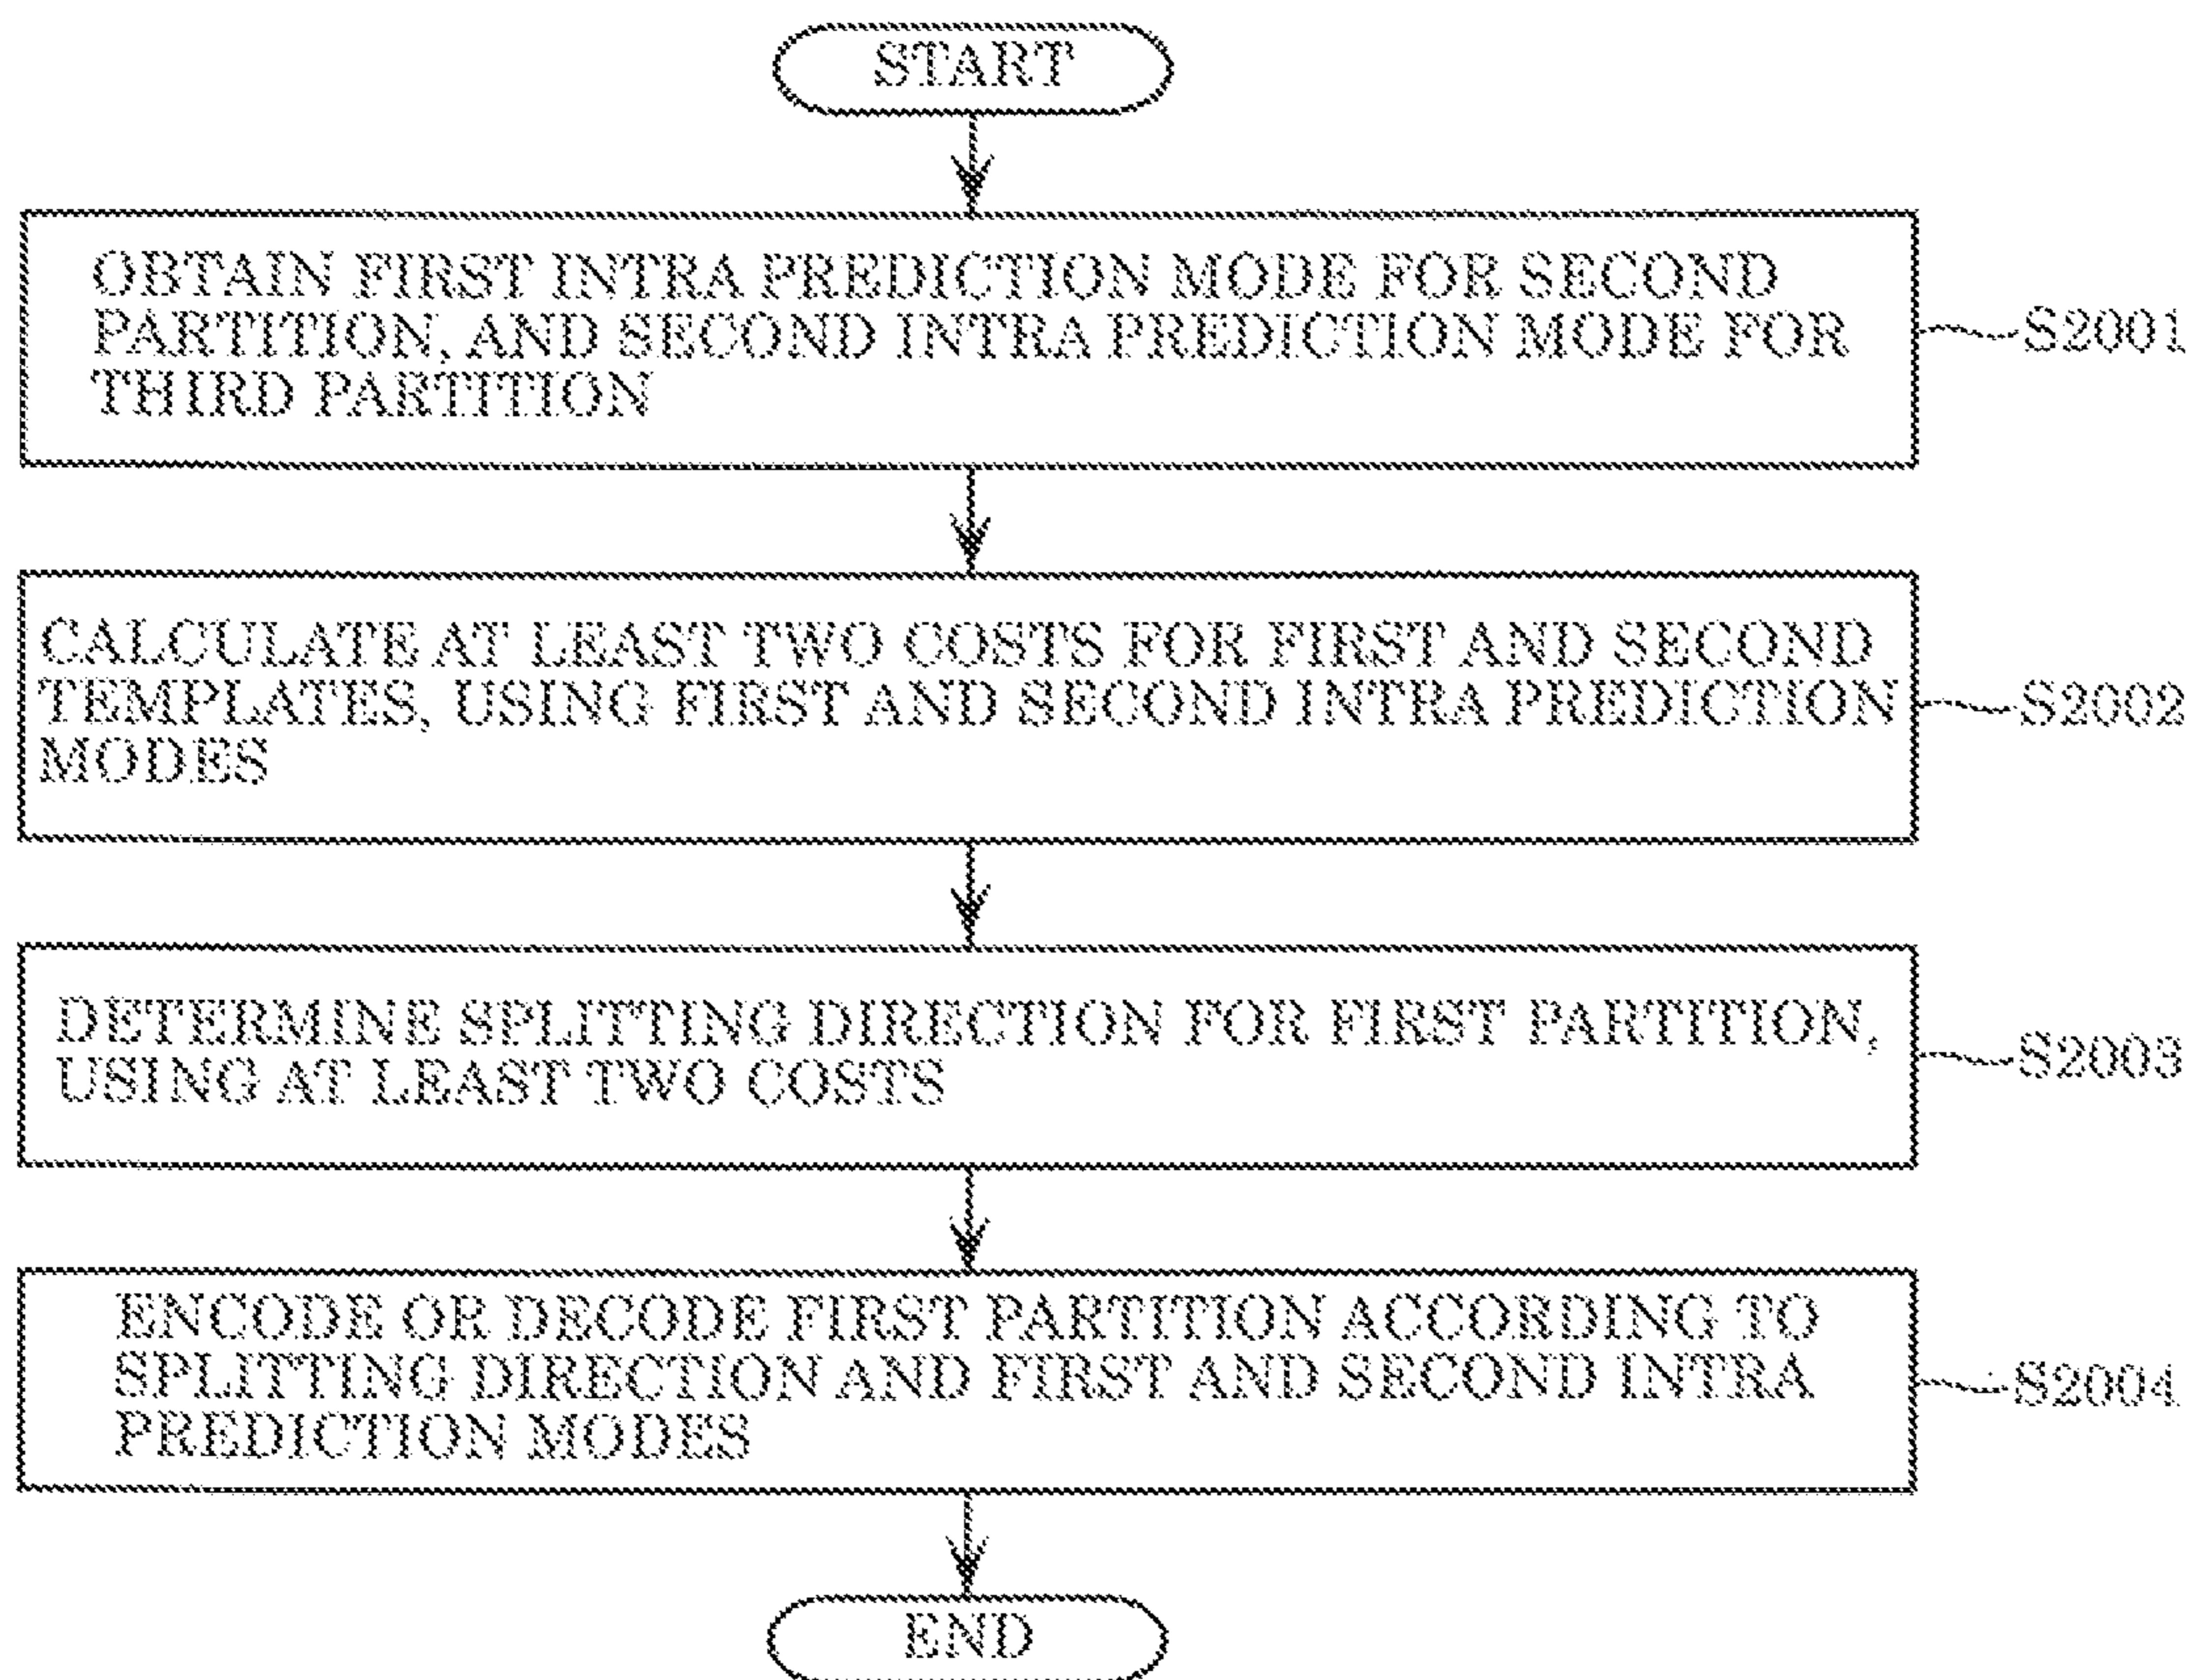 START
OBTAIN FIRST INTRA PREDICTION MODE FOR SECOND
PARTITION, AND SECOND INTRA PREDICTION MODE FOR
THIRD PARTITION
S2001
CALCULATE AT LEAST TWO COSTS FOR FIRST AND SECOND
TEMPLATES, USING FIRST AND SECOND INTRA PREDICTION
MODES
S2002
DETERMINE SPLITTING DIRECTION FOR FIRST PARTITION,
USING AT LEAST TWO COSTS
S2003
ENCODE OR DECODE FIRST PARTITION ACCORDING TO
SPLITTING DIRECTION AND FIRST AND SECOND INTRA
PREDICTION MODES
S2004
END